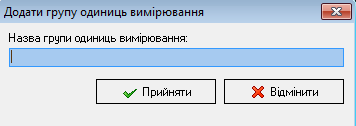 Додати групу одиниць вимірювання
Назва групи одиниць вимірювання:
Прийняти Відмінити